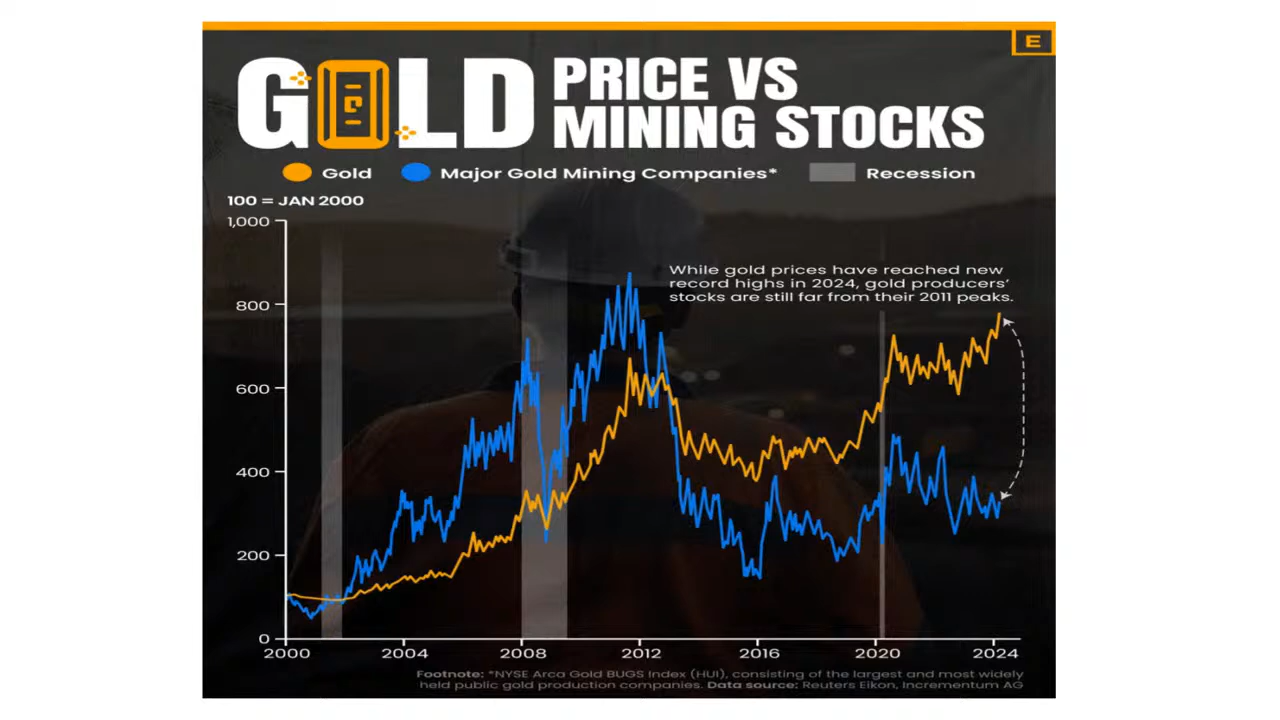 E
GOLD PRICE VS
MINING STOCKS
Gold Major Gold Mining Companies* Recession
100 = JAN 2000
1,000
While gold prices have reached new
record highs in 2024, gold producers'
stocks are still far from their 2011 peaks.
800
600
400
200
0
2000 2004 2008 2012 2016 2020 2024
Footnote: *NYSE Arca Gold BUGS Index (HUI), consisting of the largest and most widely
held public gold production companies. Data source: Reuters Eikon, Incrementum AG